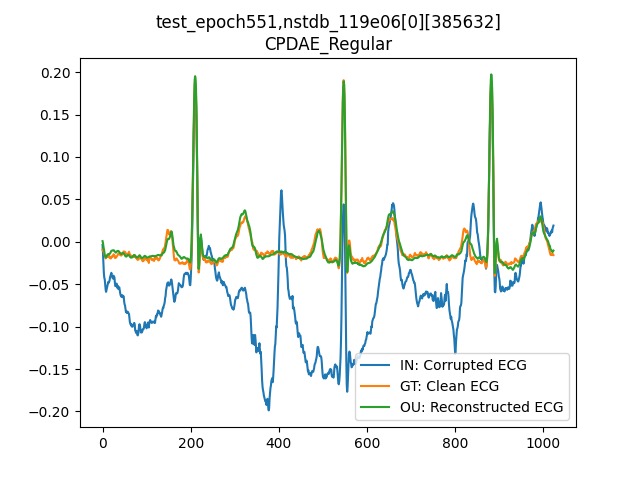 test_epoch551,nstdb_119e06[0][385632]
CPDAE_Regular
0.20
0.15
0.10
0.05
0.00
−0.05
−0.10
−0.15
−0.20
IN: Corrupted ECG
GT: Clean ECG
OU: Reconstructed ECG
0 200 400 600 800 1000